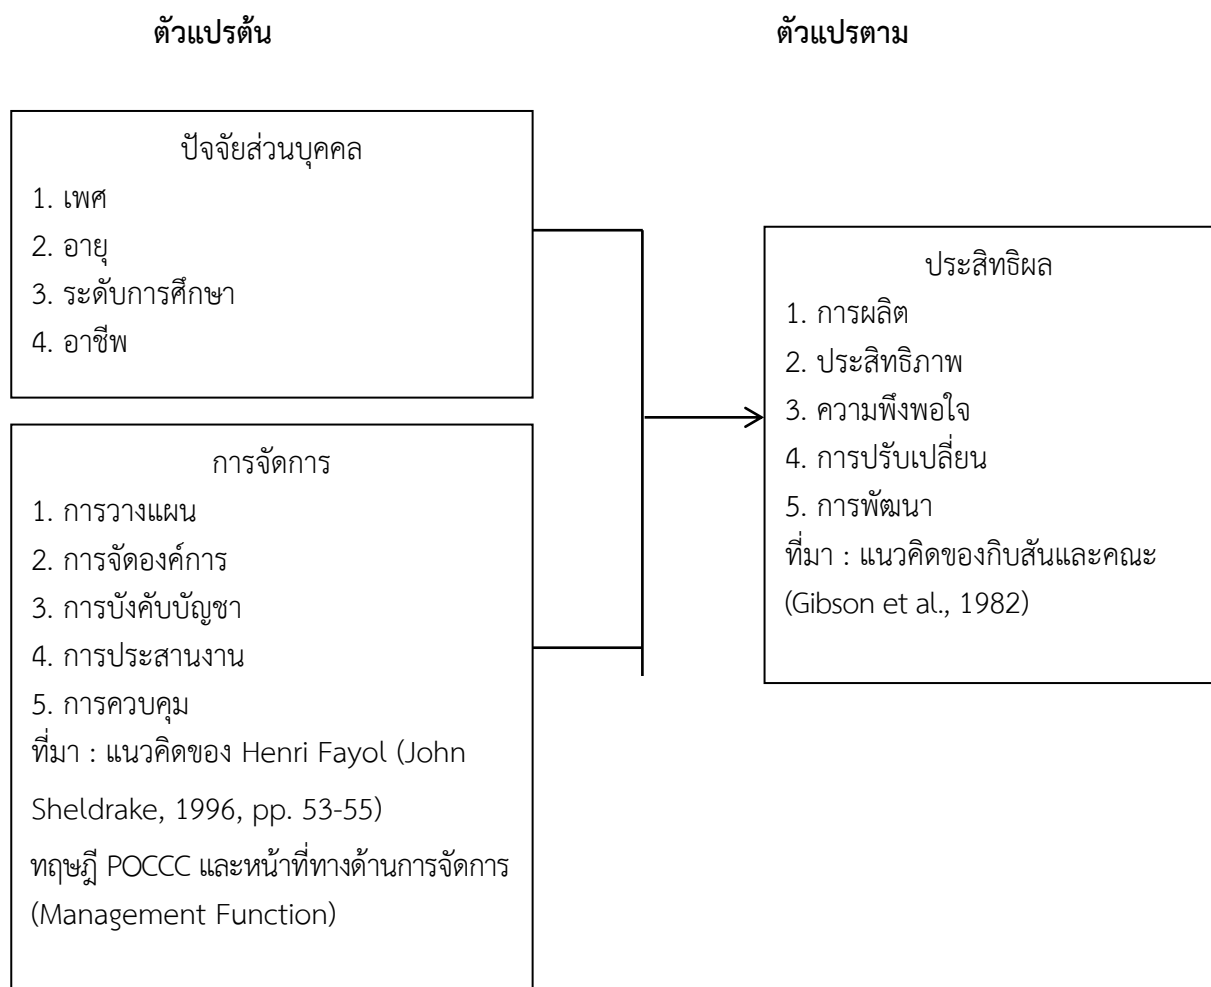 ตัวแปรต้น
ตัวแปรตาม
ปัจจัยส่วนบุคคล
1. เพศ
2. อายุ
3. ระดับการศึกษา
4. อาชีพ
การจัดการ
1. การวางแผน
2. การจัดองค์การ
3. การบังคับบัญชา
4. การประสานงาน
5. การควบคุม
ที่มา : แนวคิดของ Henri Fayol (John
Sheldrake, 1996, pp. 53-55)
ทฤษฎี POCCC และหน้าที่ทางด้านการจัดการ
(Management Function)
ประสิทธิผล
1. การผลิต
2. ประสิทธิภาพ
3. ความพึงพอใจ
4. การปรับเปลี่ยน
5. การพัฒนา
ที่มา : แนวคิดของกิบสันและคณะ
(Gibson et al., 1982)